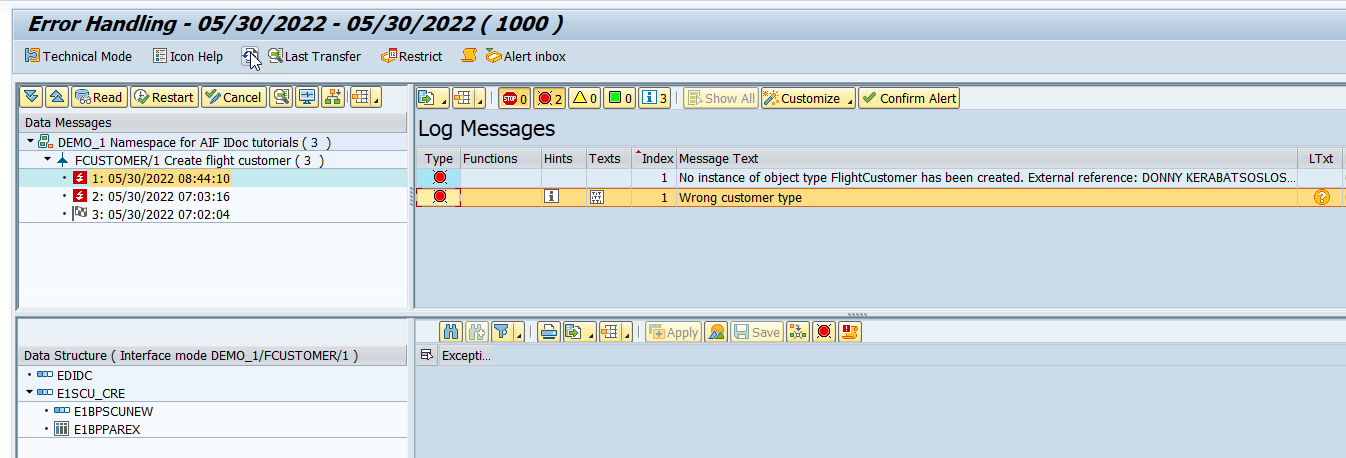 Error Handling - 05/30/2022 - 05/30/2022 ( 1000 )
Technical Mode Icon Help Last Transfer Restrict Alert inbox
Read Restart Cancel
STOP 0 2 0 0 3 Show All Customize Confirm Alert
Data Messages
DEMO_1 Namespace for AIF IDoc tutorials ( 3 )
FCUSTOMER/1 Create flight customer ( 3 )
1: 05/30/2022 08:44:10
2: 05/30/2022 07:03:16
3: 05/30/2022 07:02:04
Log Messages
Type Functions Hints Texts Index Message Text LTxt
1 No instance of object type FlightCustomer has been created. External reference: DONNY KERABATSOSLOS...
1 Wrong customer type
Data Structure ( Interface mode DEMO_1/FCUSTOMER/1 )
EDIDC
E1SCU_CRE
E1BPSCUNEW
E1BPPAREX
Apply Save
Excepti...